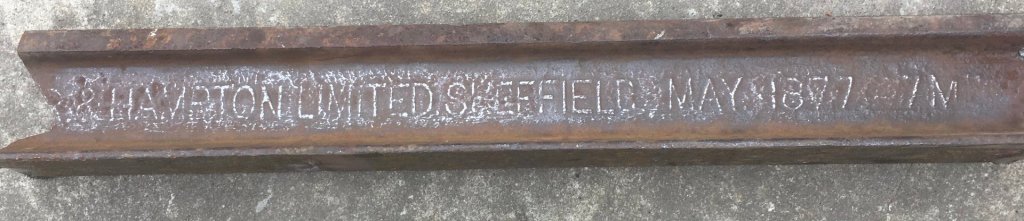 & HAMPTON LIMITED. SHEFFIELD. MAY. 1877 7M